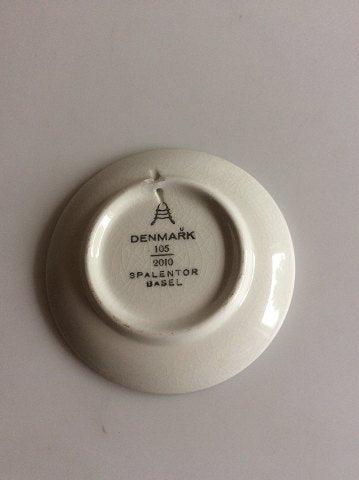 DENMARK
105
2010
SPALENTOR
BASEL